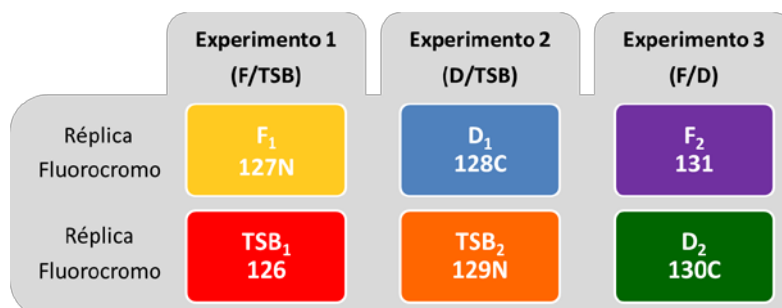 Experimento 1 Experimento 2 Experimento 3
(F/TSB) (D/TSB) (F/D)
Réplica F₁ D₁ F₂
Fluorocromo 127N 128C 131
Réplica TSB₁ TSB₂ D₂
Fluorocromo 126 129N 130C